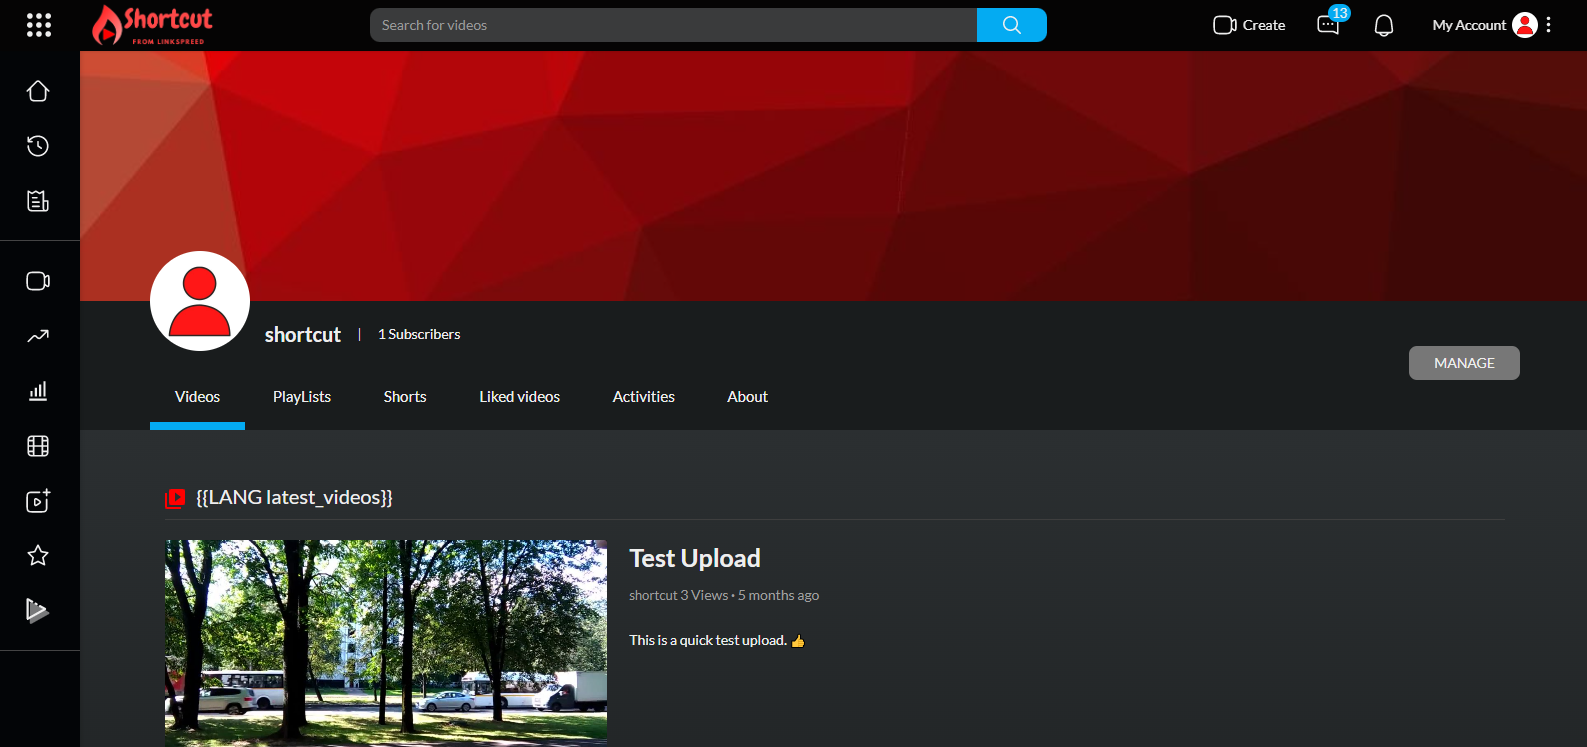 Shortcut
FROM LINKSPREED
Search for videos
Create
13
My Account
shortcut | 1 Subscribers
MANAGE
Videos PlayLists Shorts Liked videos Activities About
{{LANG latest_videos}}
Test Upload
shortcut 3 Views • 5 months ago
This is a quick test upload. 👍